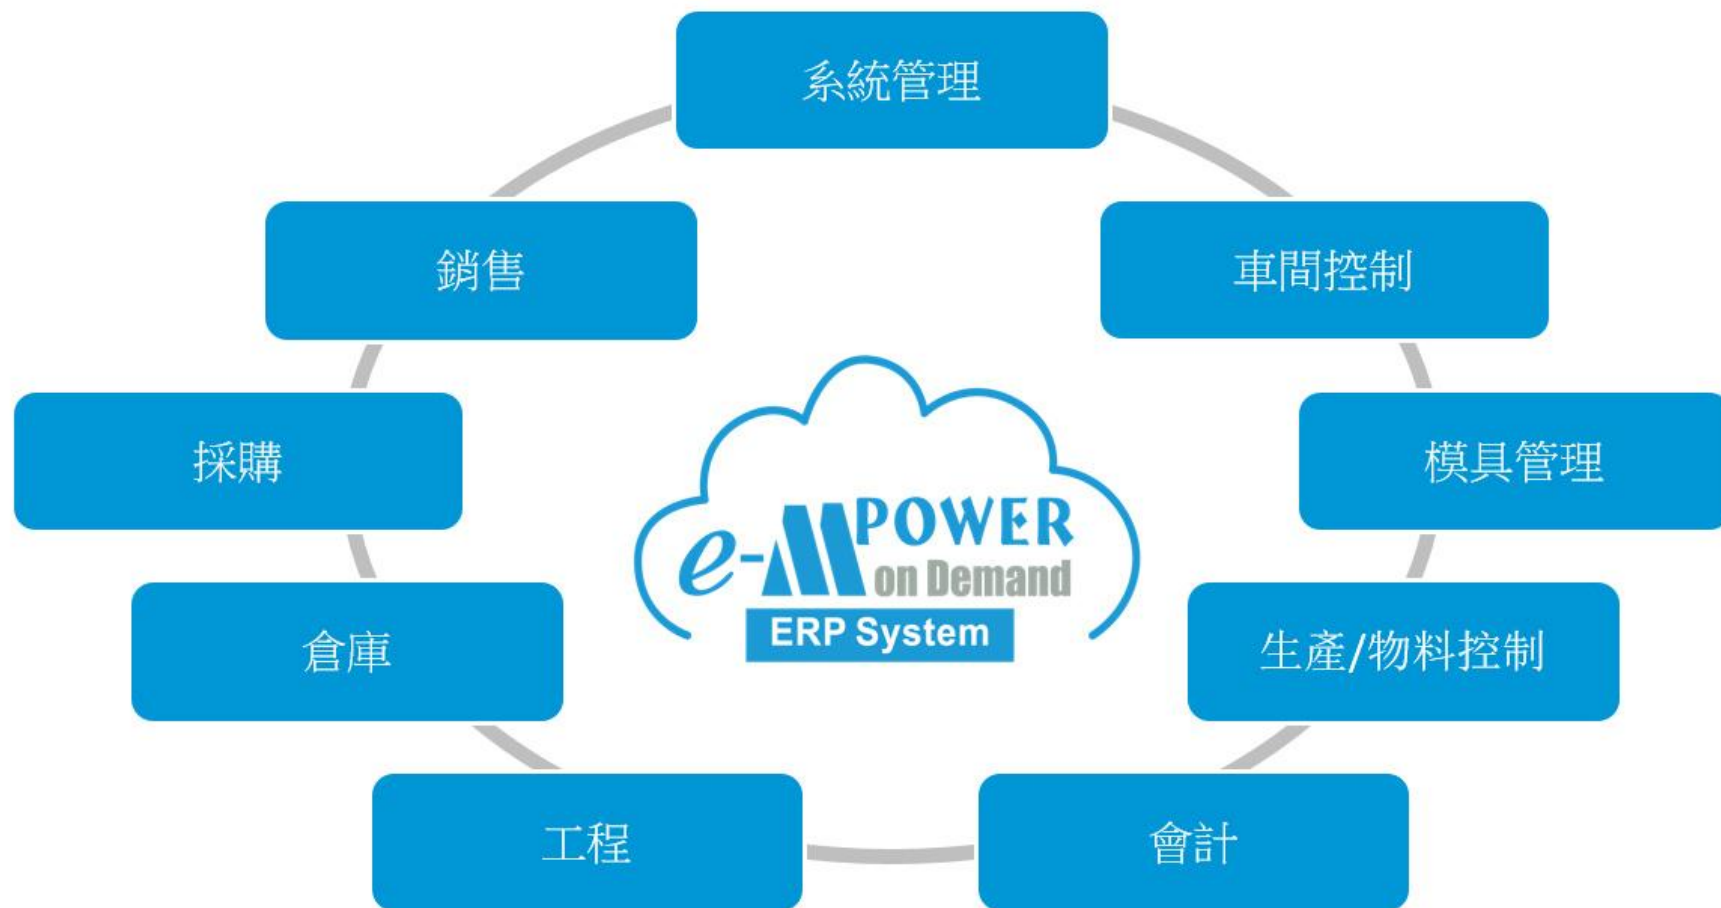 系統管理
銷售
車間控制
採購
模具管理
e-MPOWER
on Demand
ERP System
倉庫
生產/物料控制
工程
會計